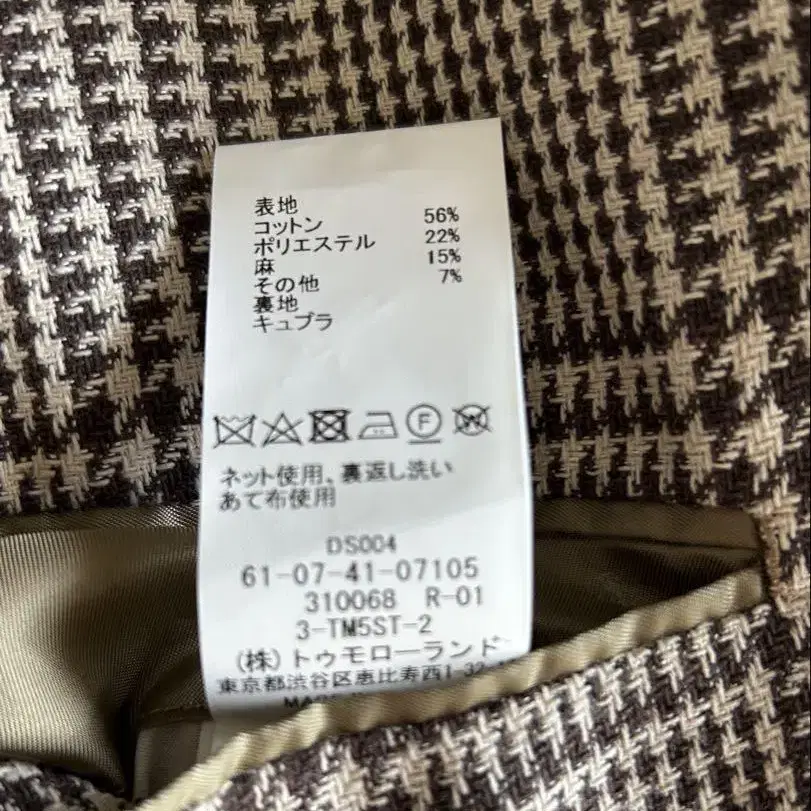 表地
コットン 56%
ポリエステル 22%
麻 15%
その他 7%
裏地
キュプラ
F
W
ネット使用、裏返し洗い
あて布使用
DS004
61-07-41-07105
310068 R-01
3-TM5ST-2
(株)トゥモローランド
東京都渋谷区恵比寿西1-32-